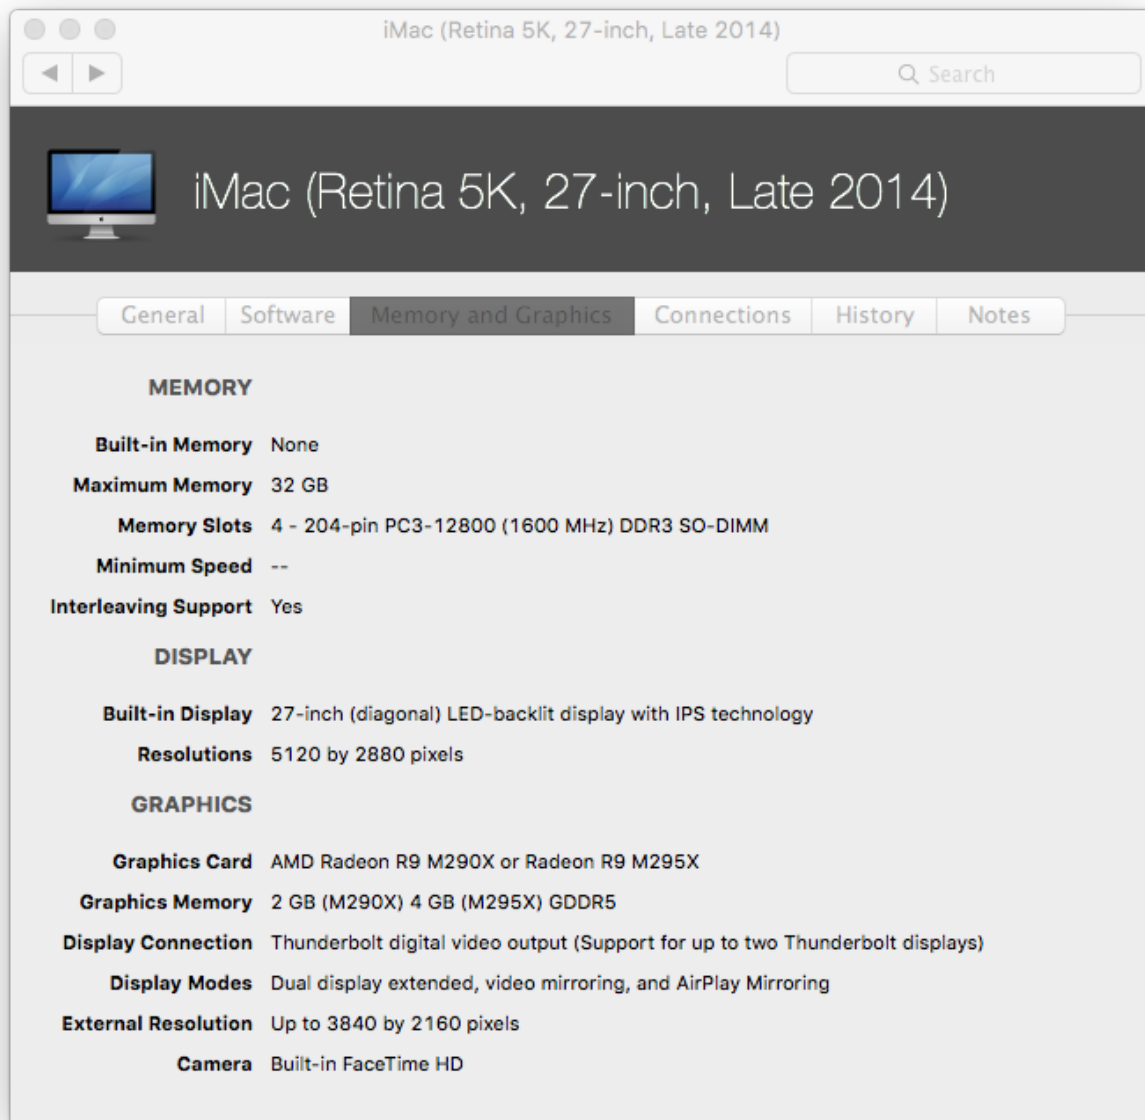 iMac (Retina 5K, 27-inch, Late 2014)
Search
iMac (Retina 5K, 27-inch, Late 2014)
General Software Memory and Graphics Connections History Notes
MEMORY
Built-in Memory None
Maximum Memory 32 GB
Memory Slots 4 - 204-pin PC3-12800 (1600 MHz) DDR3 SO-DIMM
Minimum Speed --
Interleaving Support Yes
DISPLAY
Built-in Display 27-inch (diagonal) LED-backlit display with IPS technology
Resolutions 5120 by 2880 pixels
GRAPHICS
Graphics Card AMD Radeon R9 M290X or Radeon R9 M295X
Graphics Memory 2 GB (M290X) 4 GB (M295X) GDDR5
Display Connection Thunderbolt digital video output (Support for up to two Thunderbolt displays)
Display Modes Dual display extended, video mirroring, and AirPlay Mirroring
External Resolution Up to 3840 by 2160 pixels
Camera Built-in FaceTime HD